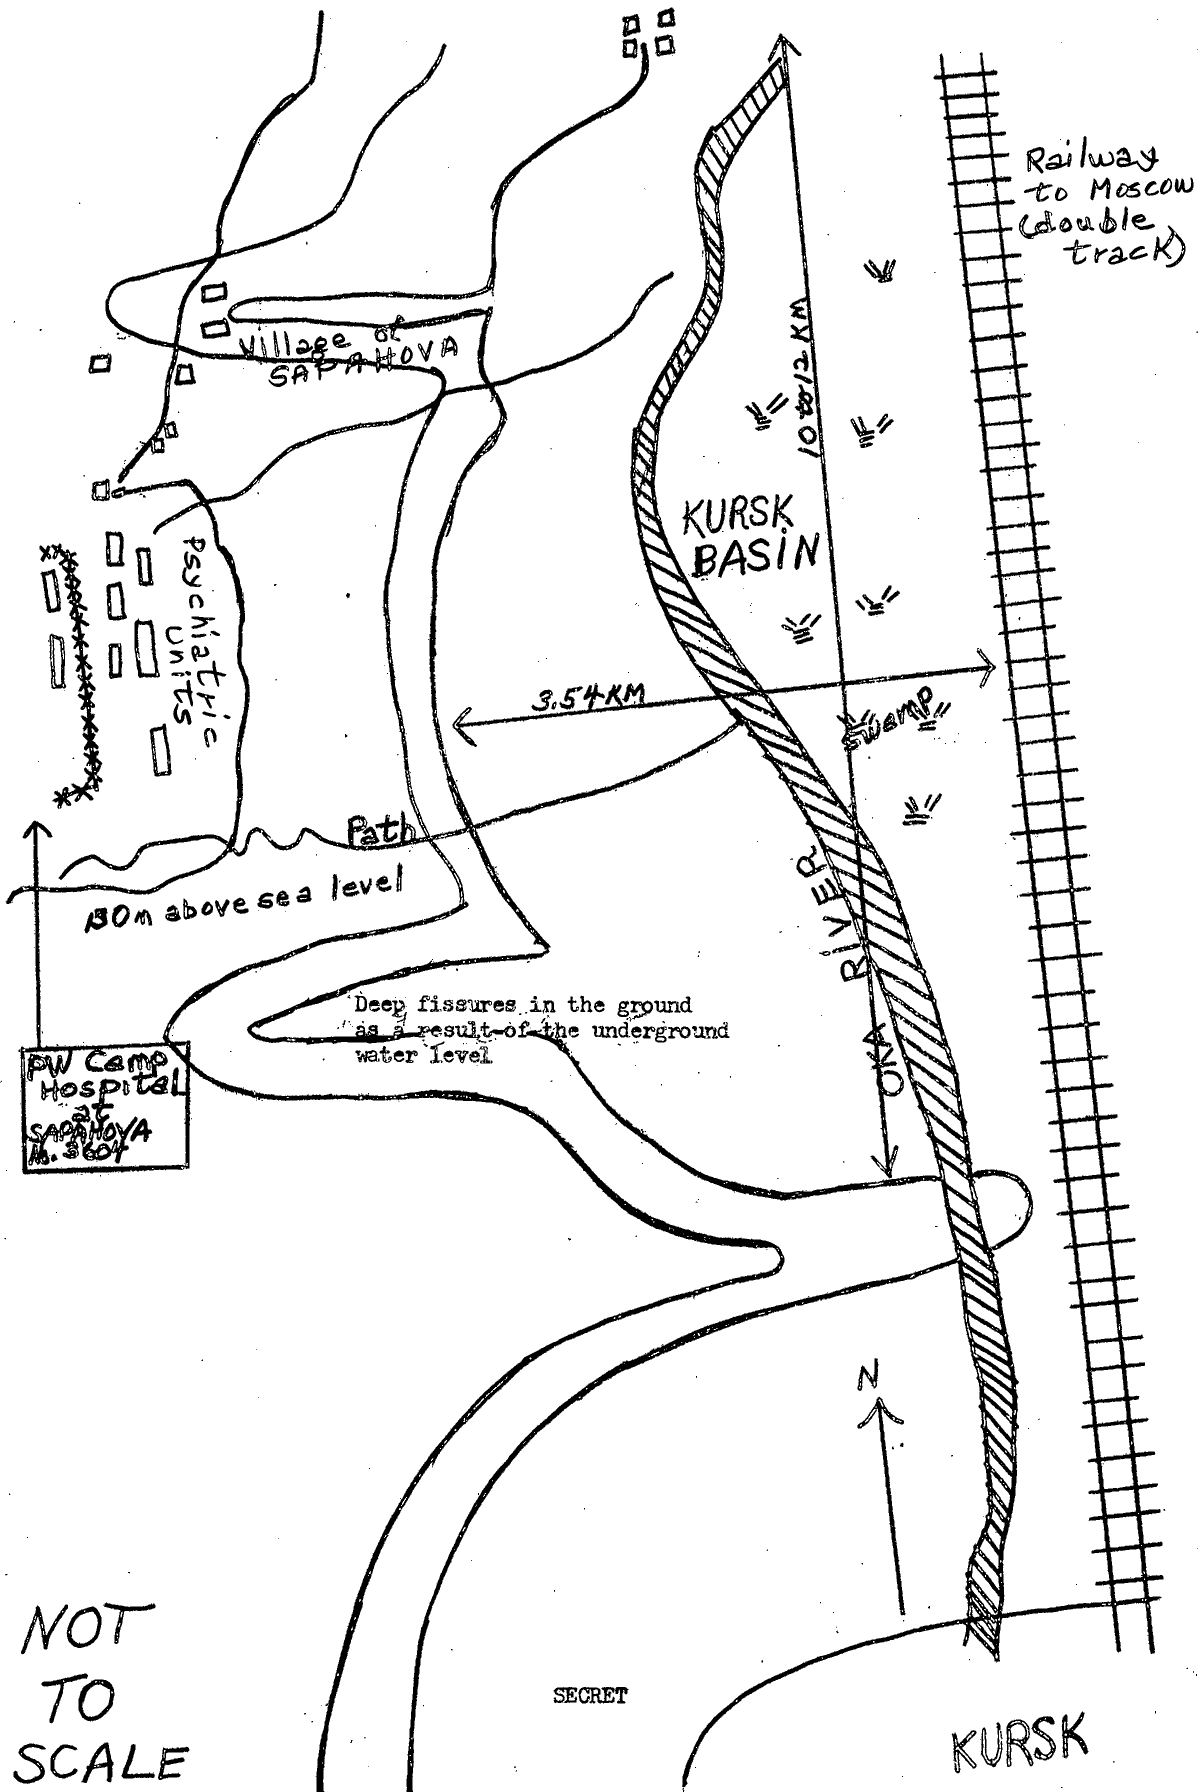 Railway
to Moscow
(double
track)
10 to 12 KM
Village of
SAPAHOVA
KURSK
BASIN
Psychiatric
units
3.54 KM
swamp
Path
130m above sea level
OKA RIVER
Deep fissures in the ground
as a result of the underground
water level
PW Camp
Hospital
at
SAPAHOVA
3604
N
NOT
TO
SCALE
SECRET
KURSK